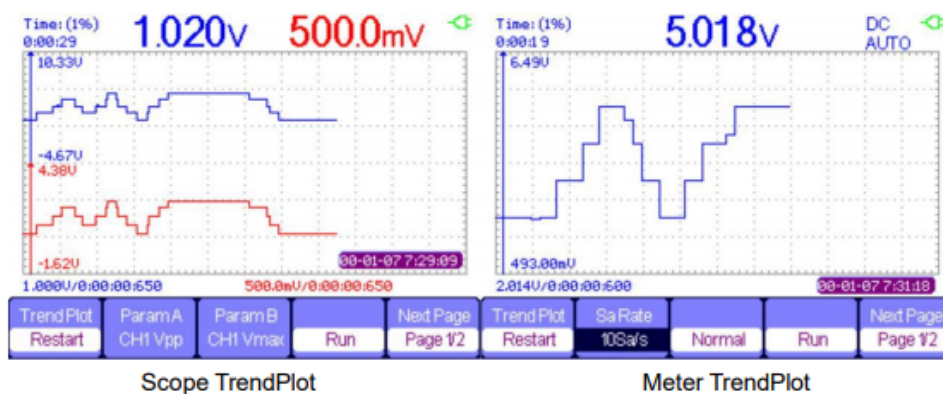 Time: (1%)
0:00:29
1.020V
500.0mV
10.33V
-4.67V
4.38V
-1.62V
00-01-07 7:29:09
1.000V/0:00:00:650
500.0mV/0:00:00:650
Trend Plot
Restart
Param A
CH1 Vpp
Param B
CH1 Vmax
Run
Next Page
Page 1/2
Scope TrendPlot
Time: (1%)
0:00:19
5.018V
DC
AUTO
6.49V
493.00mV
00-01-07 7:31:18
2.014V/0:00:00:600
Trend Plot
Restart
Sa Rate
10Sa/s
Normal
Run
Next Page
Page 1/2
Meter TrendPlot